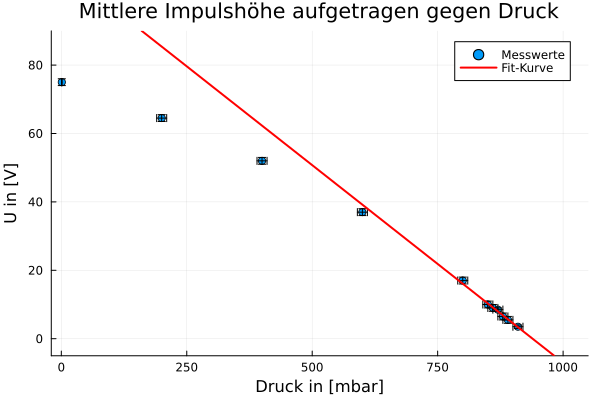 Mittlere Impulshöhe aufgetragen gegen Druck
Messwerte
Fit-Kurve
U in [V]
80
60
40
20
0
0 250 500 750 1000
Druck in [mbar]